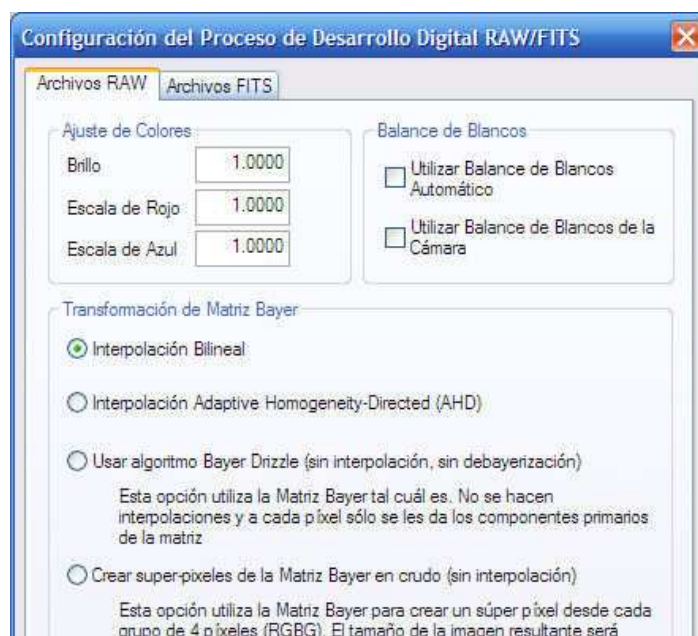 Configuración del Proceso de Desarrollo Digital RAW/FITS
Archivos RAW
Archivos FITS
Ajuste de Colores
Brillo
1.0000
Escala de Rojo
1.0000
Escala de Azul
1.0000
Balance de Blancos
Utilizar Balance de Blancos
Automático
Utilizar Balance de Blancos de la
Cámara
Transformación de Matriz Bayer
Interpolación Bilineal
Interpolación Adaptive Homogeneity-Directed (AHD)
Usar algoritmo Bayer Drizzle (sin interpolación, sin debayerización)
Esta opción utiliza la Matriz Bayer tal cuál es. No se hacen
interpolaciones y a cada píxel sólo se les da los componentes primarios
de la matriz
Crear super-pixeles de la Matriz Bayer en crudo (sin interpolación)
Esta opción utiliza la Matriz Bayer para crear un súper píxel desde cada
grupo de 4 píxeles (RGBG). El tamaño de la imagen resultante será